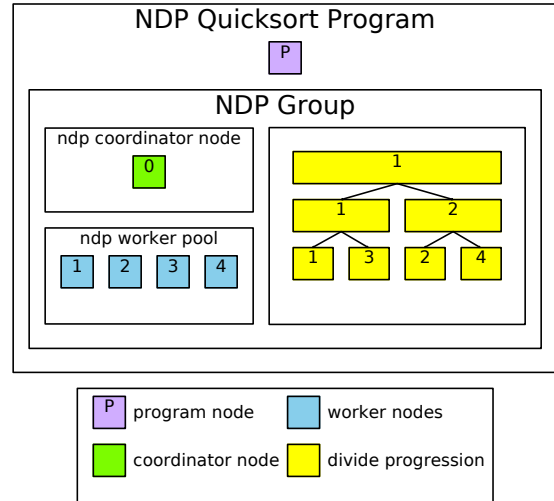 NDP Quicksort Program
P
NDP Group
ndp coordinator node
0
ndp worker pool
1 2 3 4
1
1 2
1 3 2 4
P program node
worker nodes
coordinator node
divide progression